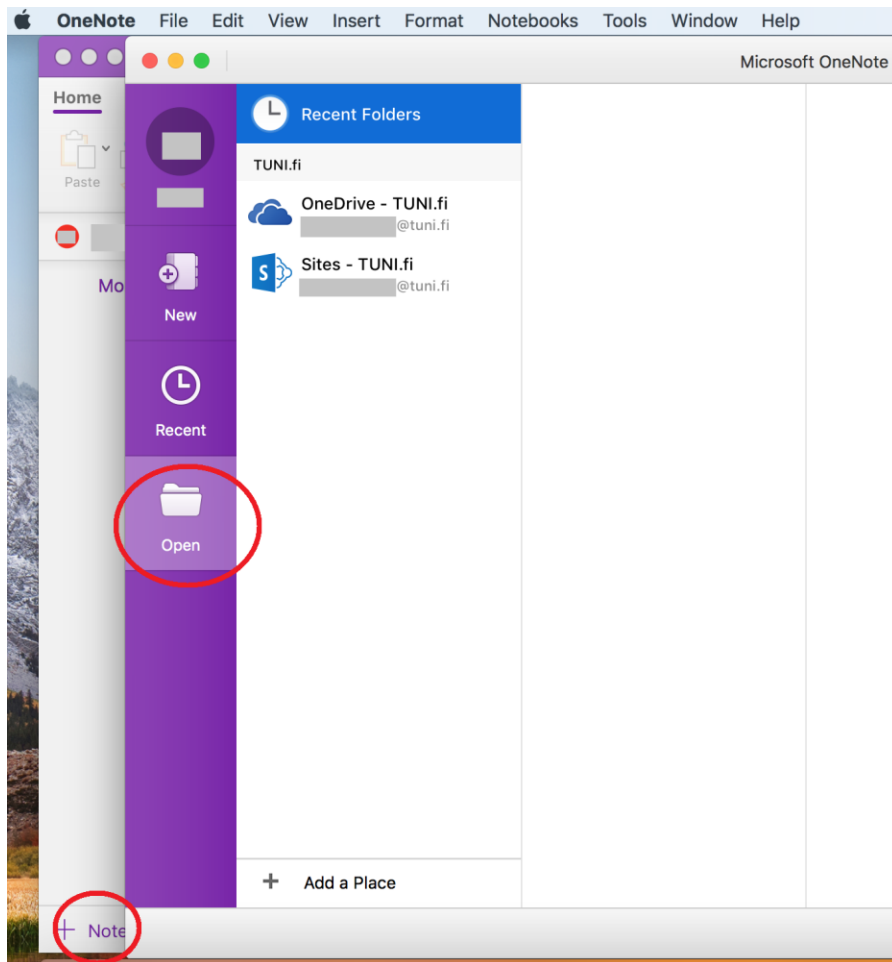 OneNote File Edit View Insert Format Notebooks Tools Window Help
Microsoft OneNote
Home
Paste
Mo
+ Note
New
Recent
Open
Recent Folders
TUNI.fi
OneDrive - TUNI.fi
@tuni.fi
Sites - TUNI.fi
@tuni.fi
+ Add a Place